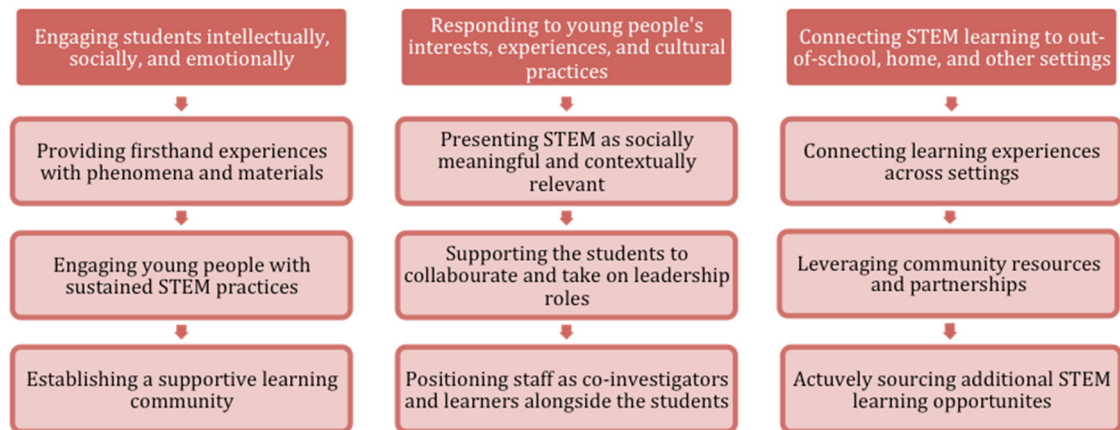 Engaging students intellectually,
socially, and emotionally
Providing firsthand experiences
with phenomena and materials
Engaging young people with
sustained STEM practices
Establishing a supportive learning
community
Responding to young people's
interests, experiences, and cultural
practices
Presenting STEM as socially
meaningful and contextually
relevant
Supporting the students to
collabourate and take on leadership
roles
Positioning staff as co-investigators
and learners alongside the students
Connecting STEM learning to out-
of-school, home, and other settings
Connecting learning experiences
across settings
Leveraging community resources
and partnerships
Actuvely sourcing additional STEM
learning opportunites